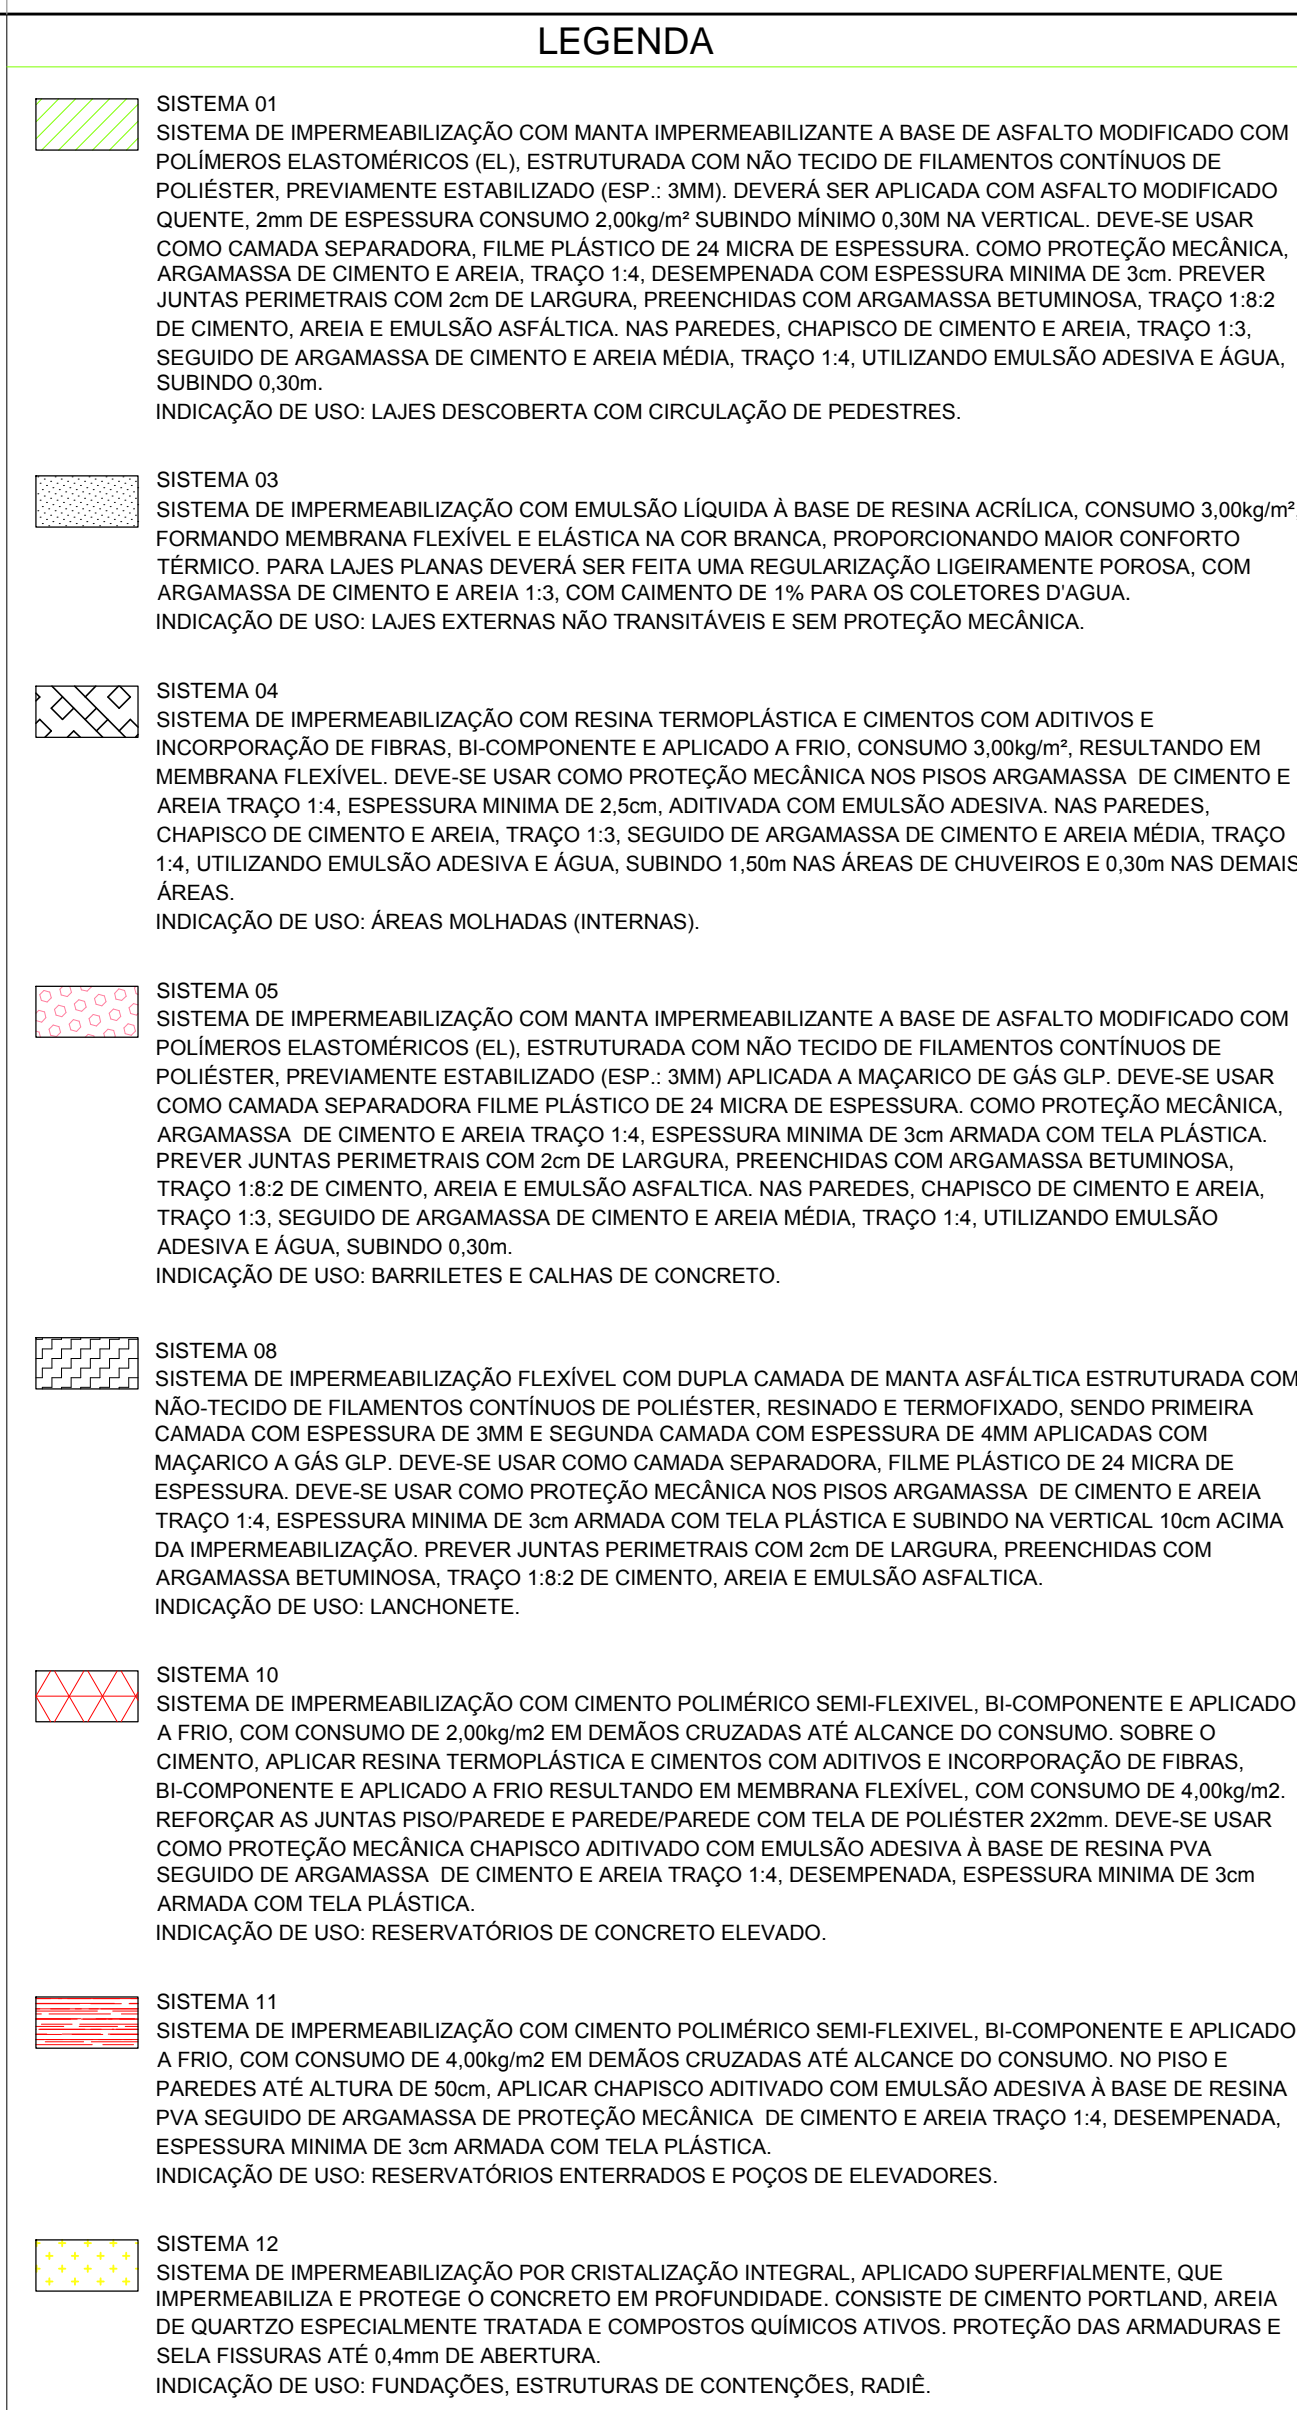 LEGENDA
SISTEMA 01
SISTEMA DE IMPERMEABILIZAÇÃO COM MANTA IMPERMEABILIZANTE A BASE DE ASFALTO MODIFICADO COM
POLÍMEROS ELASTOMÉRICOS (EL), ESTRUTURADA COM NÃO TECIDO DE FILAMENTOS CONTÍNUOS DE
POLIÉSTER, PREVIAMENTE ESTABILIZADO (ESP.: 3MM). DEVERÁ SER APLICADA COM ASFALTO MODIFICADO
QUENTE, 2mm DE ESPESSURA CONSUMO 2,00kg/m² SUBINDO MÍNIMO 0,30M NA VERTICAL. DEVE-SE USAR
COMO CAMADA SEPARADORA, FILME PLÁSTICO DE 24 MICRA DE ESPESSURA. COMO PROTEÇÃO MECÂNICA,
ARGAMASSA DE CIMENTO E AREIA, TRAÇO 1:4, DESEMPENADA COM ESPESSURA MINIMA DE 3cm. PREVER
JUNTAS PERIMETRAIS COM 2cm DE LARGURA, PREENCHIDAS COM ARGAMASSA BETUMINOSA, TRAÇO 1:8:2
DE CIMENTO, AREIA E EMULSÃO ASFÁLTICA. NAS PAREDES, CHAPISCO DE CIMENTO E AREIA, TRAÇO 1:3,
SEGUIDO DE ARGAMASSA DE CIMENTO E AREIA MÉDIA, TRAÇO 1:4, UTILIZANDO EMULSÃO ADESIVA E ÁGUA,
SUBINDO 0,30m.
INDICAÇÃO DE USO: LAJES DESCOBERTA COM CIRCULAÇÃO DE PEDESTRES.
SISTEMA 03
SISTEMA DE IMPERMEABILIZAÇÃO COM EMULSÃO LÍQUIDA À BASE DE RESINA ACRÍLICA, CONSUMO 3,00kg/m²,
FORMANDO MEMBRANA FLEXÍVEL E ELÁSTICA NA COR BRANCA, PROPORCIONANDO MAIOR CONFORTO
TÉRMICO. PARA LAJES PLANAS DEVERÁ SER FEITA UMA REGULARIZAÇÃO LIGEIRAMENTE POROSA, COM
ARGAMASSA DE CIMENTO E AREIA 1:3, COM CAIMENTO DE 1% PARA OS COLETORES D'AGUA.
INDICAÇÃO DE USO: LAJES EXTERNAS NÃO TRANSITÁVEIS E SEM PROTEÇÃO MECÂNICA.
SISTEMA 04
SISTEMA DE IMPERMEABILIZAÇÃO COM RESINA TERMOPLÁSTICA E CIMENTOS COM ADITIVOS E
INCORPORAÇÃO DE FIBRAS, BI-COMPONENTE E APLICADO A FRIO, CONSUMO 3,00kg/m², RESULTANDO EM
MEMBRANA FLEXÍVEL. DEVE-SE USAR COMO PROTEÇÃO MECÂNICA NOS PISOS ARGAMASSA DE CIMENTO E
AREIA TRAÇO 1:4, ESPESSURA MINIMA DE 2,5cm, ADITIVADA COM EMULSÃO ADESIVA. NAS PAREDES,
CHAPISCO DE CIMENTO E AREIA, TRAÇO 1:3, SEGUIDO DE ARGAMASSA DE CIMENTO E AREIA MÉDIA, TRAÇO
1:4, UTILIZANDO EMULSÃO ADESIVA E ÁGUA, SUBINDO 1,50m NAS ÁREAS DE CHUVEIROS E 0,30m NAS DEMAIS
ÁREAS.
INDICAÇÃO DE USO: ÁREAS MOLHADAS (INTERNAS).
SISTEMA 05
SISTEMA DE IMPERMEABILIZAÇÃO COM MANTA IMPERMEABILIZANTE A BASE DE ASFALTO MODIFICADO COM
POLÍMEROS ELASTOMÉRICOS (EL), ESTRUTURADA COM NÃO TECIDO DE FILAMENTOS CONTÍNUOS DE
POLIÉSTER, PREVIAMENTE ESTABILIZADO (ESP.: 3MM) APLICADA A MAÇARICO DE GÁS GLP. DEVE-SE USAR
COMO CAMADA SEPARADORA FILME PLÁSTICO DE 24 MICRA DE ESPESSURA. COMO PROTEÇÃO MECÂNICA,
ARGAMASSA DE CIMENTO E AREIA TRAÇO 1:4, ESPESSURA MINIMA DE 3cm ARMADA COM TELA PLÁSTICA.
PREVER JUNTAS PERIMETRAIS COM 2cm DE LARGURA, PREENCHIDAS COM ARGAMASSA BETUMINOSA,
TRAÇO 1:8:2 DE CIMENTO, AREIA E EMULSÃO ASFALTICA. NAS PAREDES, CHAPISCO DE CIMENTO E AREIA,
TRAÇO 1:3, SEGUIDO DE ARGAMASSA DE CIMENTO E AREIA MÉDIA, TRAÇO 1:4, UTILIZANDO EMULSÃO
ADESIVA E ÁGUA, SUBINDO 0,30m.
INDICAÇÃO DE USO: BARRILETES E CALHAS DE CONCRETO.
SISTEMA 08
SISTEMA DE IMPERMEABILIZAÇÃO FLEXÍVEL COM DUPLA CAMADA DE MANTA ASFÁLTICA ESTRUTURADA COM
NÃO-TECIDO DE FILAMENTOS CONTÍNUOS DE POLIÉSTER, RESINADO E TERMOFIXADO, SENDO PRIMEIRA
CAMADA COM ESPESSURA DE 3MM E SEGUNDA CAMADA COM ESPESSURA DE 4MM APLICADAS COM
MAÇARICO A GÁS GLP. DEVE-SE USAR COMO CAMADA SEPARADORA, FILME PLÁSTICO DE 24 MICRA DE
ESPESSURA. DEVE-SE USAR COMO PROTEÇÃO MECÂNICA NOS PISOS ARGAMASSA DE CIMENTO E AREIA
TRAÇO 1:4, ESPESSURA MINIMA DE 3cm ARMADA COM TELA PLÁSTICA E SUBINDO NA VERTICAL 10cm ACIMA
DA IMPERMEABILIZAÇÃO. PREVER JUNTAS PERIMETRAIS COM 2cm DE LARGURA, PREENCHIDAS COM
ARGAMASSA BETUMINOSA, TRAÇO 1:8:2 DE CIMENTO, AREIA E EMULSÃO ASFALTICA.
INDICAÇÃO DE USO: LANCHONETE.
SISTEMA 10
SISTEMA DE IMPERMEABILIZAÇÃO COM CIMENTO POLIMÉRICO SEMI-FLEXIVEL, BI-COMPONENTE E APLICADO
A FRIO, COM CONSUMO DE 2,00kg/m2 EM DEMÃOS CRUZADAS ATÉ ALCANCE DO CONSUMO. SOBRE O
CIMENTO, APLICAR RESINA TERMOPLÁSTICA E CIMENTOS COM ADITIVOS E INCORPORAÇÃO DE FIBRAS,
BI-COMPONENTE E APLICADO A FRIO RESULTANDO EM MEMBRANA FLEXÍVEL, COM CONSUMO DE 4,00kg/m2.
REFORÇAR AS JUNTAS PISO/PAREDE E PAREDE/PAREDE COM TELA DE POLIÉSTER 2X2mm. DEVE-SE USAR
COMO PROTEÇÃO MECÂNICA CHAPISCO ADITIVADO COM EMULSÃO ADESIVA À BASE DE RESINA PVA
SEGUIDO DE ARGAMASSA DE CIMENTO E AREIA TRAÇO 1:4, DESEMPENADA, ESPESSURA MINIMA DE 3cm
ARMADA COM TELA PLÁSTICA.
INDICAÇÃO DE USO: RESERVATÓRIOS DE CONCRETO ELEVADO.
SISTEMA 11
SISTEMA DE IMPERMEABILIZAÇÃO COM CIMENTO POLIMÉRICO SEMI-FLEXIVEL, BI-COMPONENTE E APLICADO
A FRIO, COM CONSUMO DE 4,00kg/m2 EM DEMÃOS CRUZADAS ATÉ ALCANCE DO CONSUMO. NO PISO E
PAREDES ATÉ ALTURA DE 50cm, APLICAR CHAPISCO ADITIVADO COM EMULSÃO ADESIVA À BASE DE RESINA
PVA SEGUIDO DE ARGAMASSA DE PROTEÇÃO MECÂNICA DE CIMENTO E AREIA TRAÇO 1:4, DESEMPENADA,
ESPESSURA MINIMA DE 3cm ARMADA COM TELA PLÁSTICA.
INDICAÇÃO DE USO: RESERVATÓRIOS ENTERRADOS E POÇOS DE ELEVADORES.
SISTEMA 12
SISTEMA DE IMPERMEABILIZAÇÃO POR CRISTALIZAÇÃO INTEGRAL, APLICADO SUPERFIALMENTE, QUE
IMPERMEABILIZA E PROTEGE O CONCRETO EM PROFUNDIDADE. CONSISTE DE CIMENTO PORTLAND, AREIA
DE QUARTZO ESPECIALMENTE TRATADA E COMPOSTOS QUÍMICOS ATIVOS. PROTEÇÃO DAS ARMADURAS E
SELA FISSURAS ATÉ 0,4mm DE ABERTURA.
INDICAÇÃO DE USO: FUNDAÇÕES, ESTRUTURAS DE CONTENÇÕES, RADIÊ.